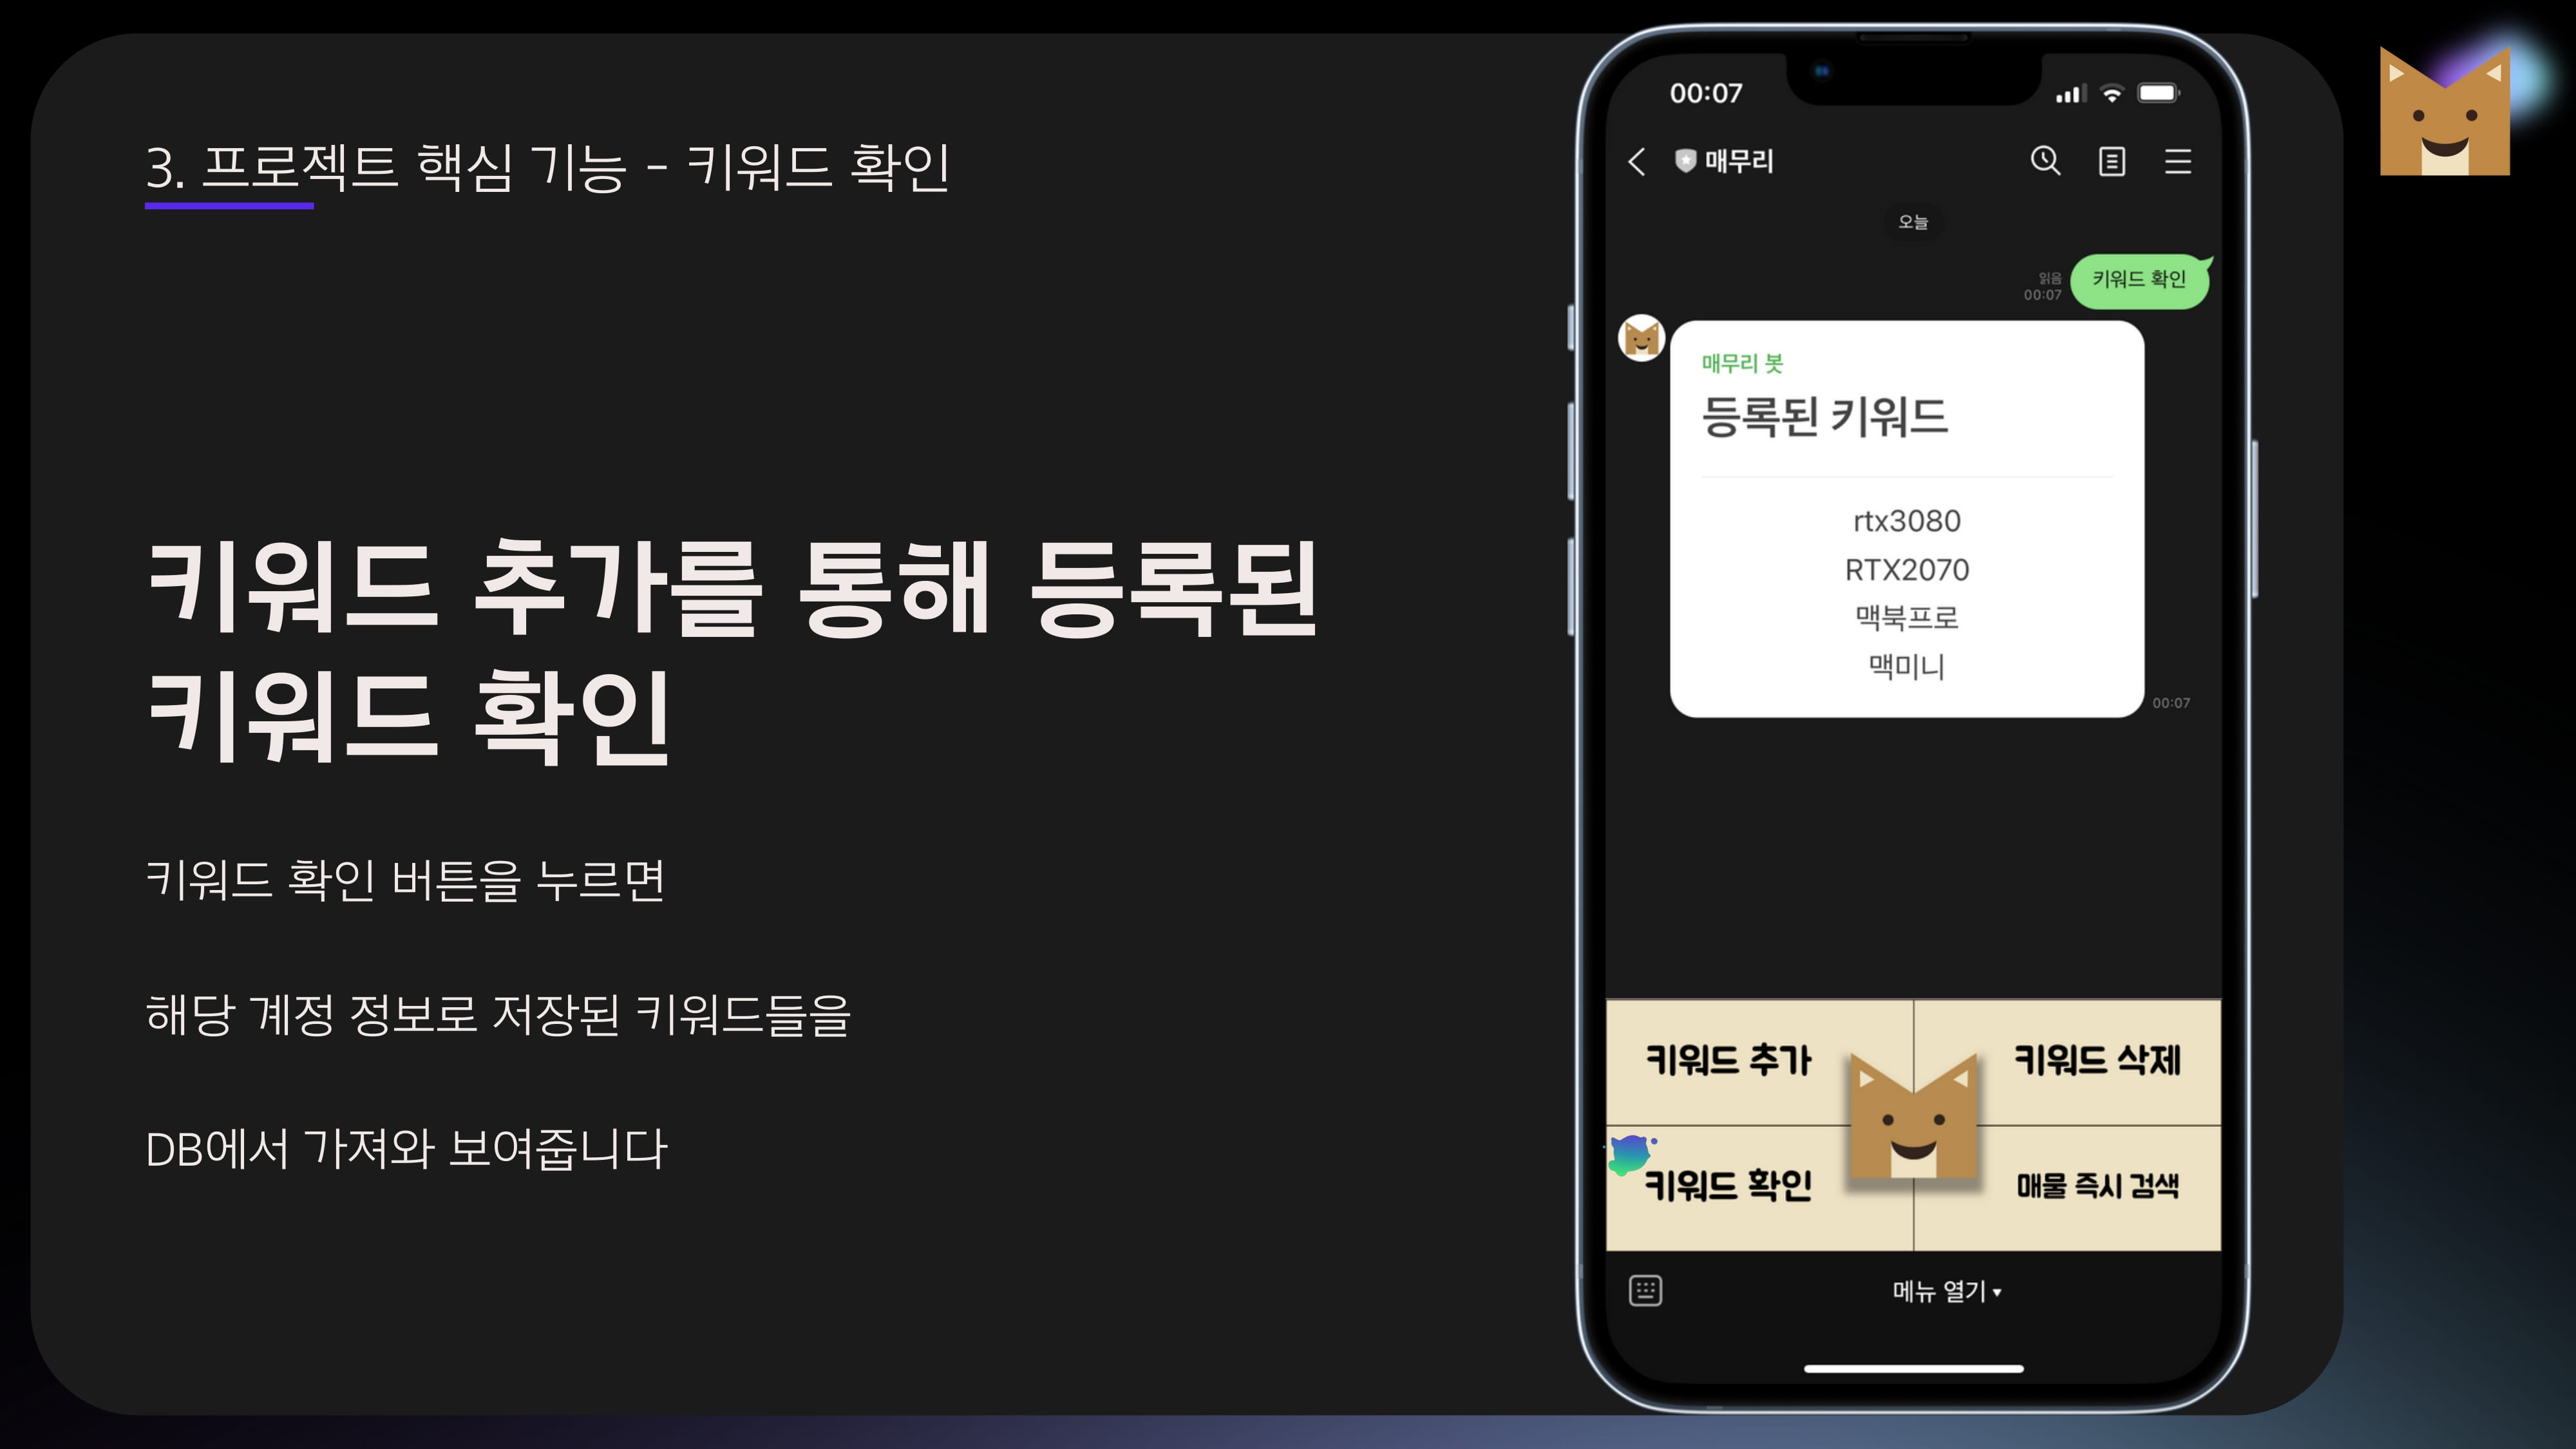 3. 프로젝트 핵심 기능 - 키워드 확인
키워드 추가를 통해 등록된
키워드 확인
키워드 확인 버튼을 누르면
해당 계정 정보로 저장된 키워드들을
DB에서 가져와 보여줍니다
00:07
매무리
오늘
키워드 확인
읽음
00:07
매무리 봇
등록된 키워드
rtx3080
RTX2070
맥북프로
맥미니
00:07
키워드 추가
키워드 삭제
키워드 확인
매물 즉시 검색
메뉴 열기 ▾